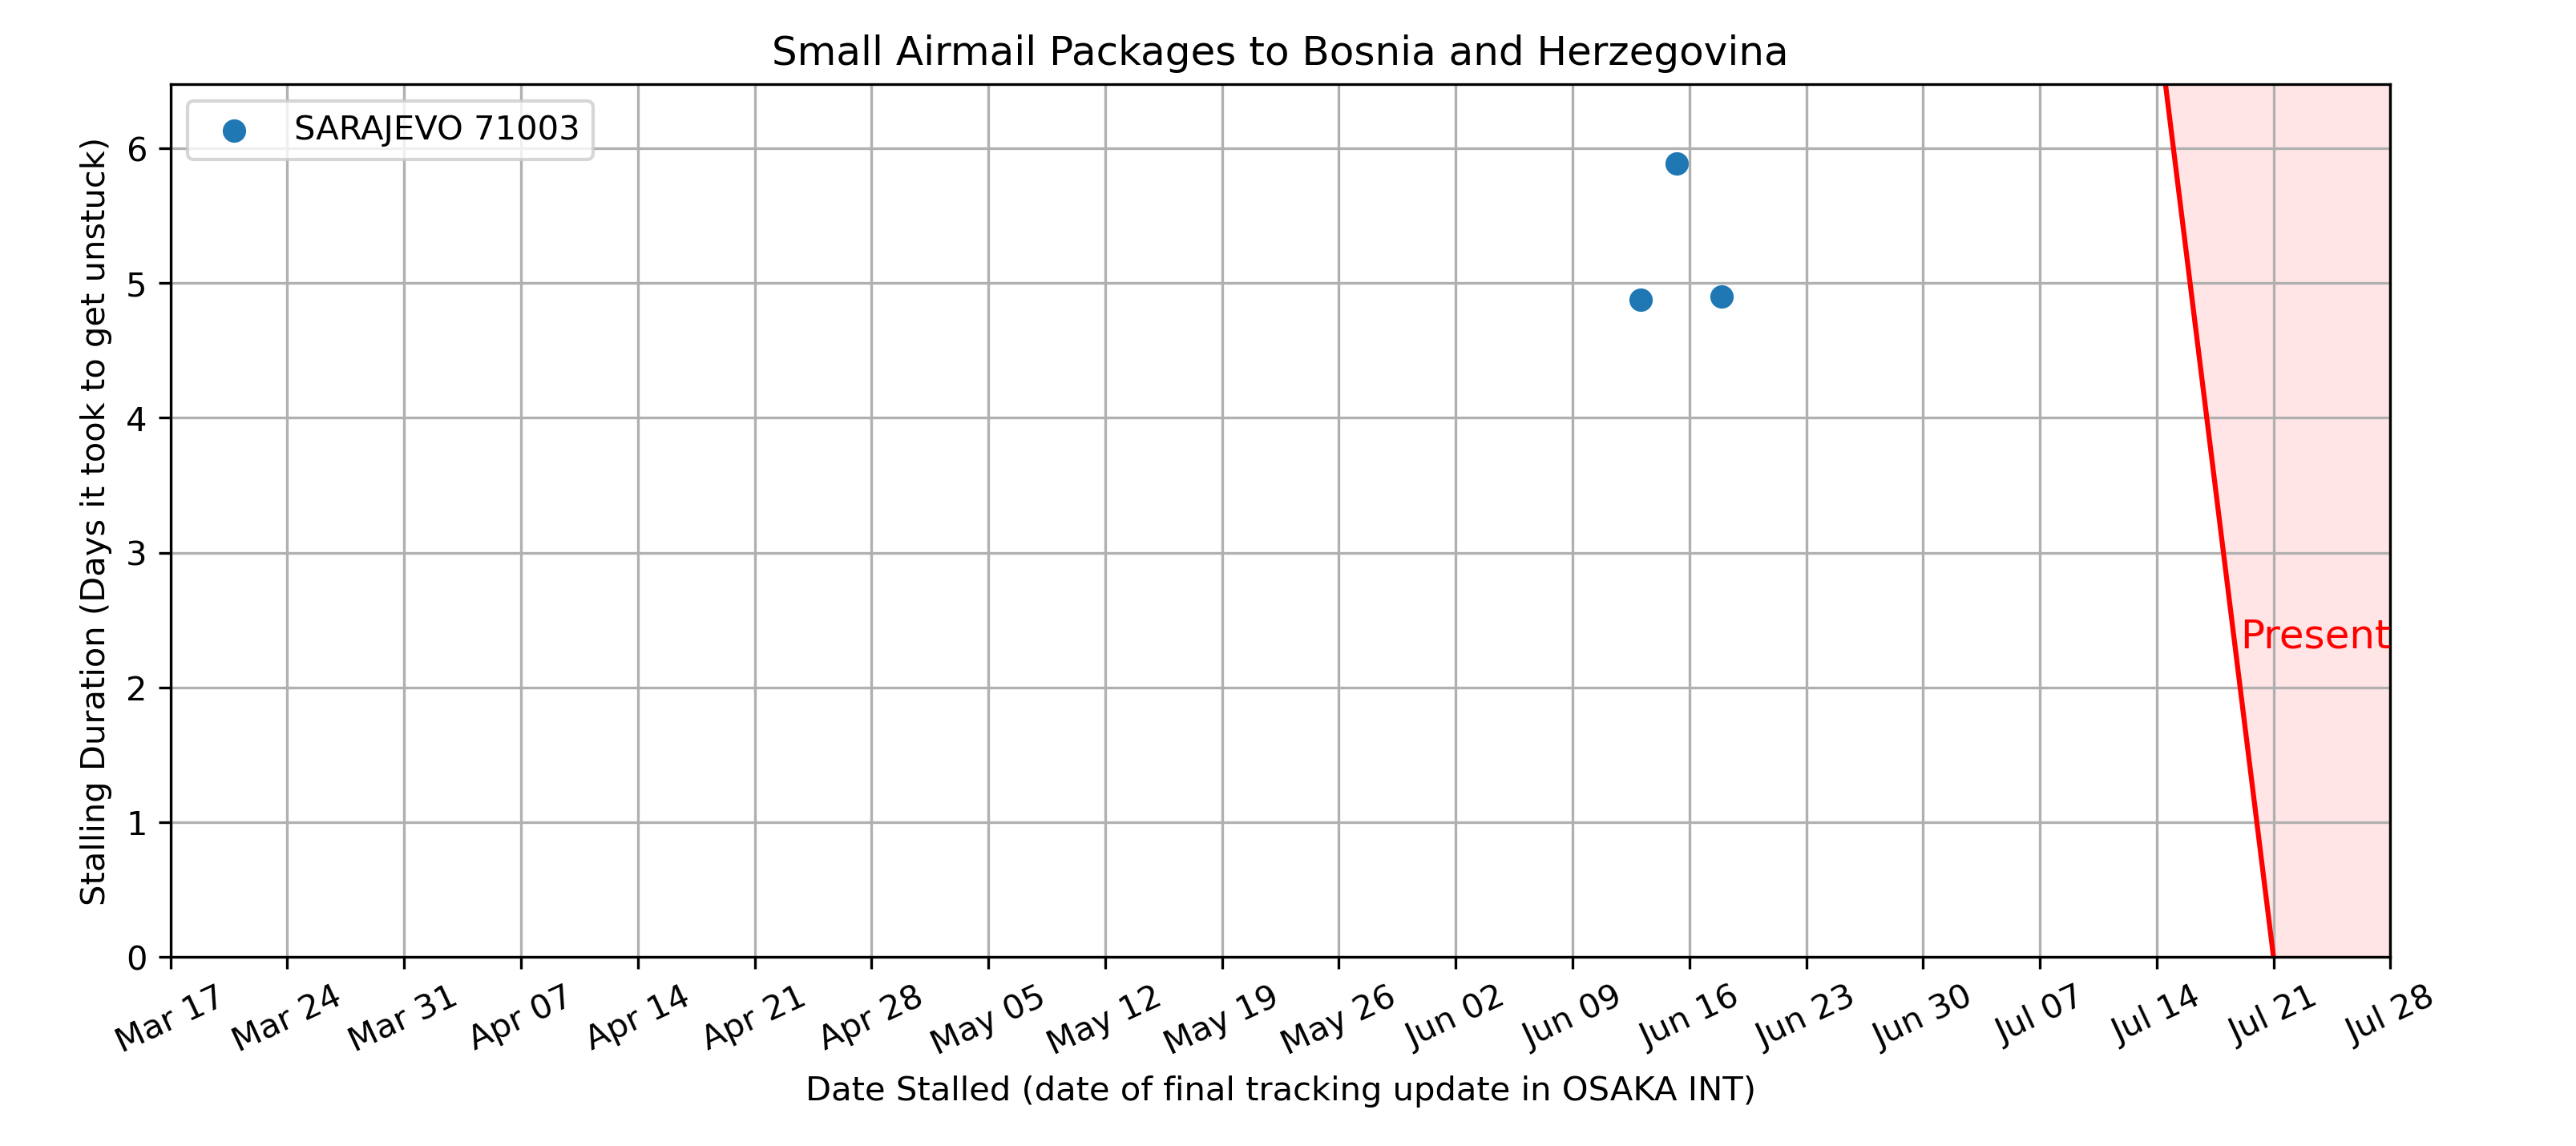 Small Airmail Packages to Bosnia and Herzegovina
SARAJEVO 71003
Stalling Duration (Days it took to get unstuck)
6
5
4
3
2
1
0
Present
Mar 17 Mar 24 Mar 31 Apr 07 Apr 14 Apr 21 Apr 28 May 05 May 12 May 19 May 26 Jun 02 Jun 09 Jun 16 Jun 23 Jun 30 Jul 07 Jul 14 Jul 21 Jul 28
Date Stalled (date of final tracking update in OSAKA INT)